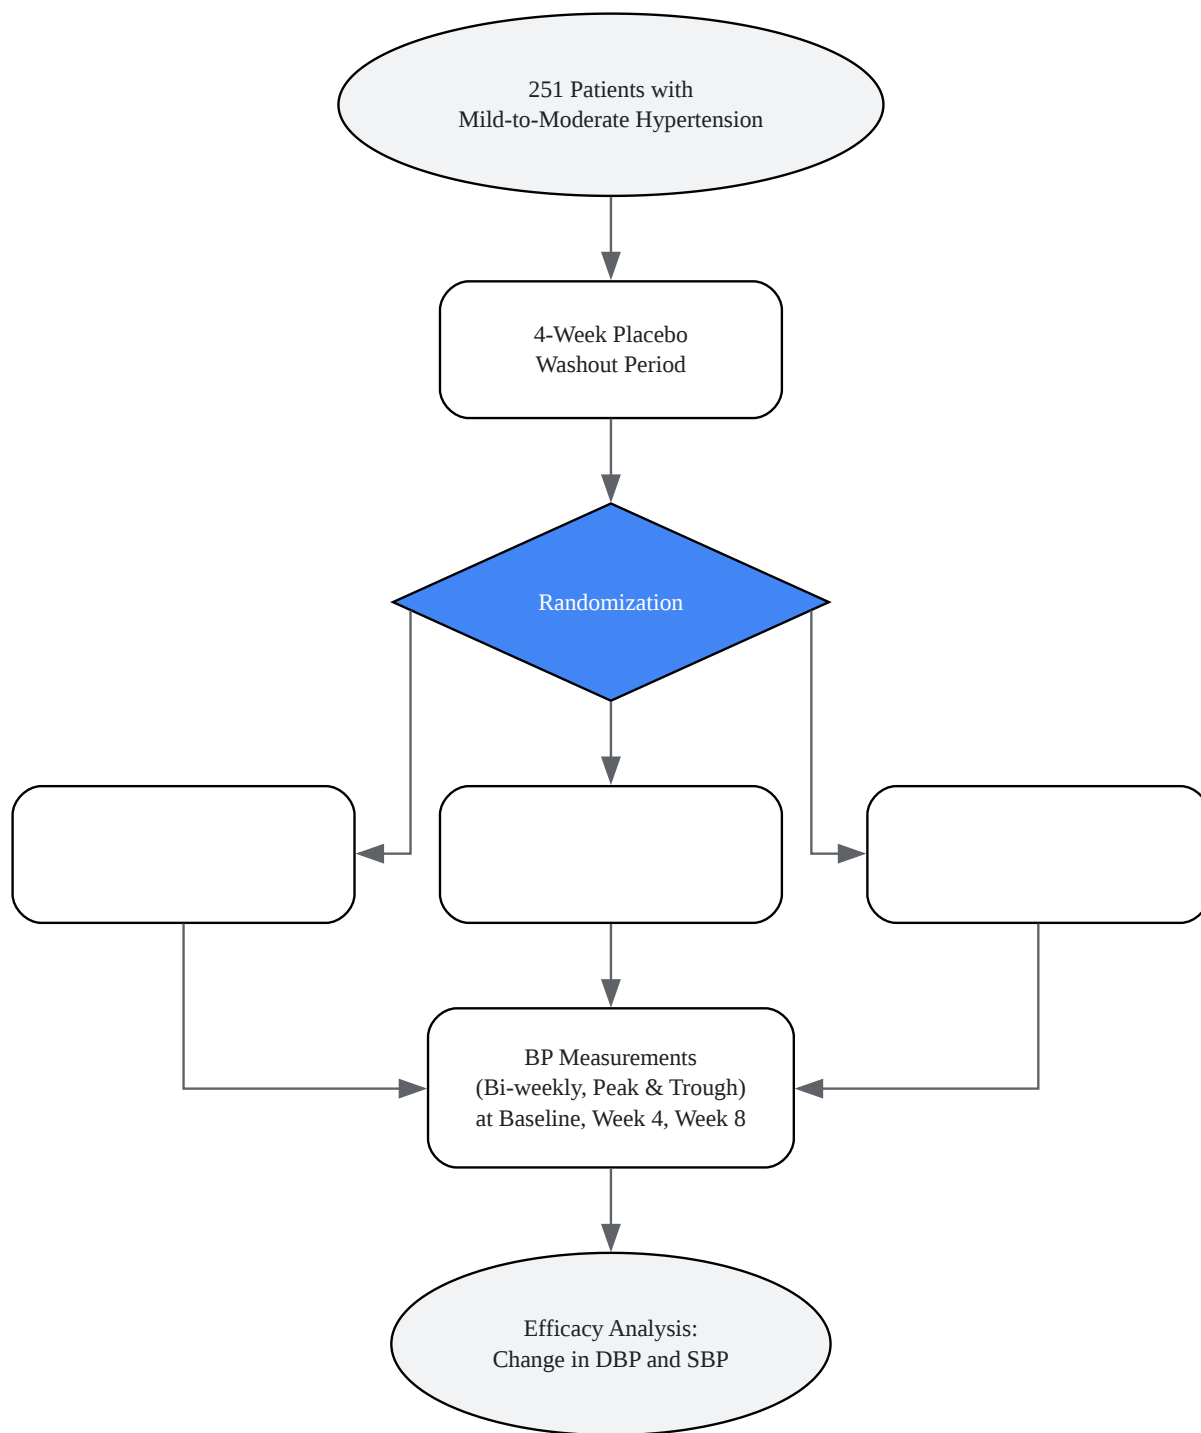 251 Patients with
Mild-to-Moderate Hypertension
4-Week Placebo
Washout Period
Randomization
BP Measurements
(Bi-weekly, Peak & Trough)
at Baseline, Week 4, Week 8
Efficacy Analysis:
Change in DBP and SBP